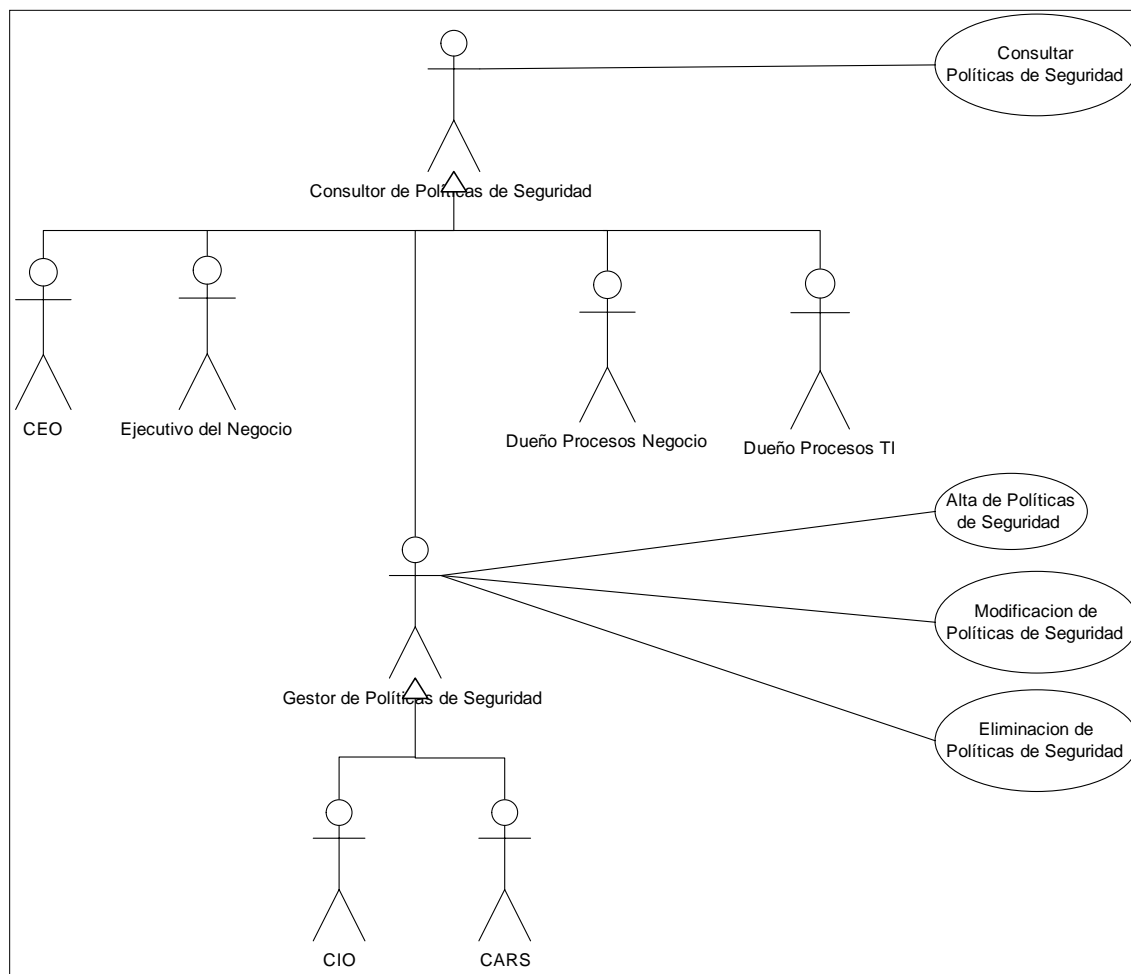 Consultar
Políticas de Seguridad
Consultor de Políticas de Seguridad
CEO
Ejecutivo del Negocio
Dueño Procesos Negocio
Dueño Procesos TI
Alta de Políticas
de Seguridad
Modificacion de
Políticas de Seguridad
Gestor de Políticas de Seguridad
Eliminacion de
Políticas de Seguridad
CIO
CARS